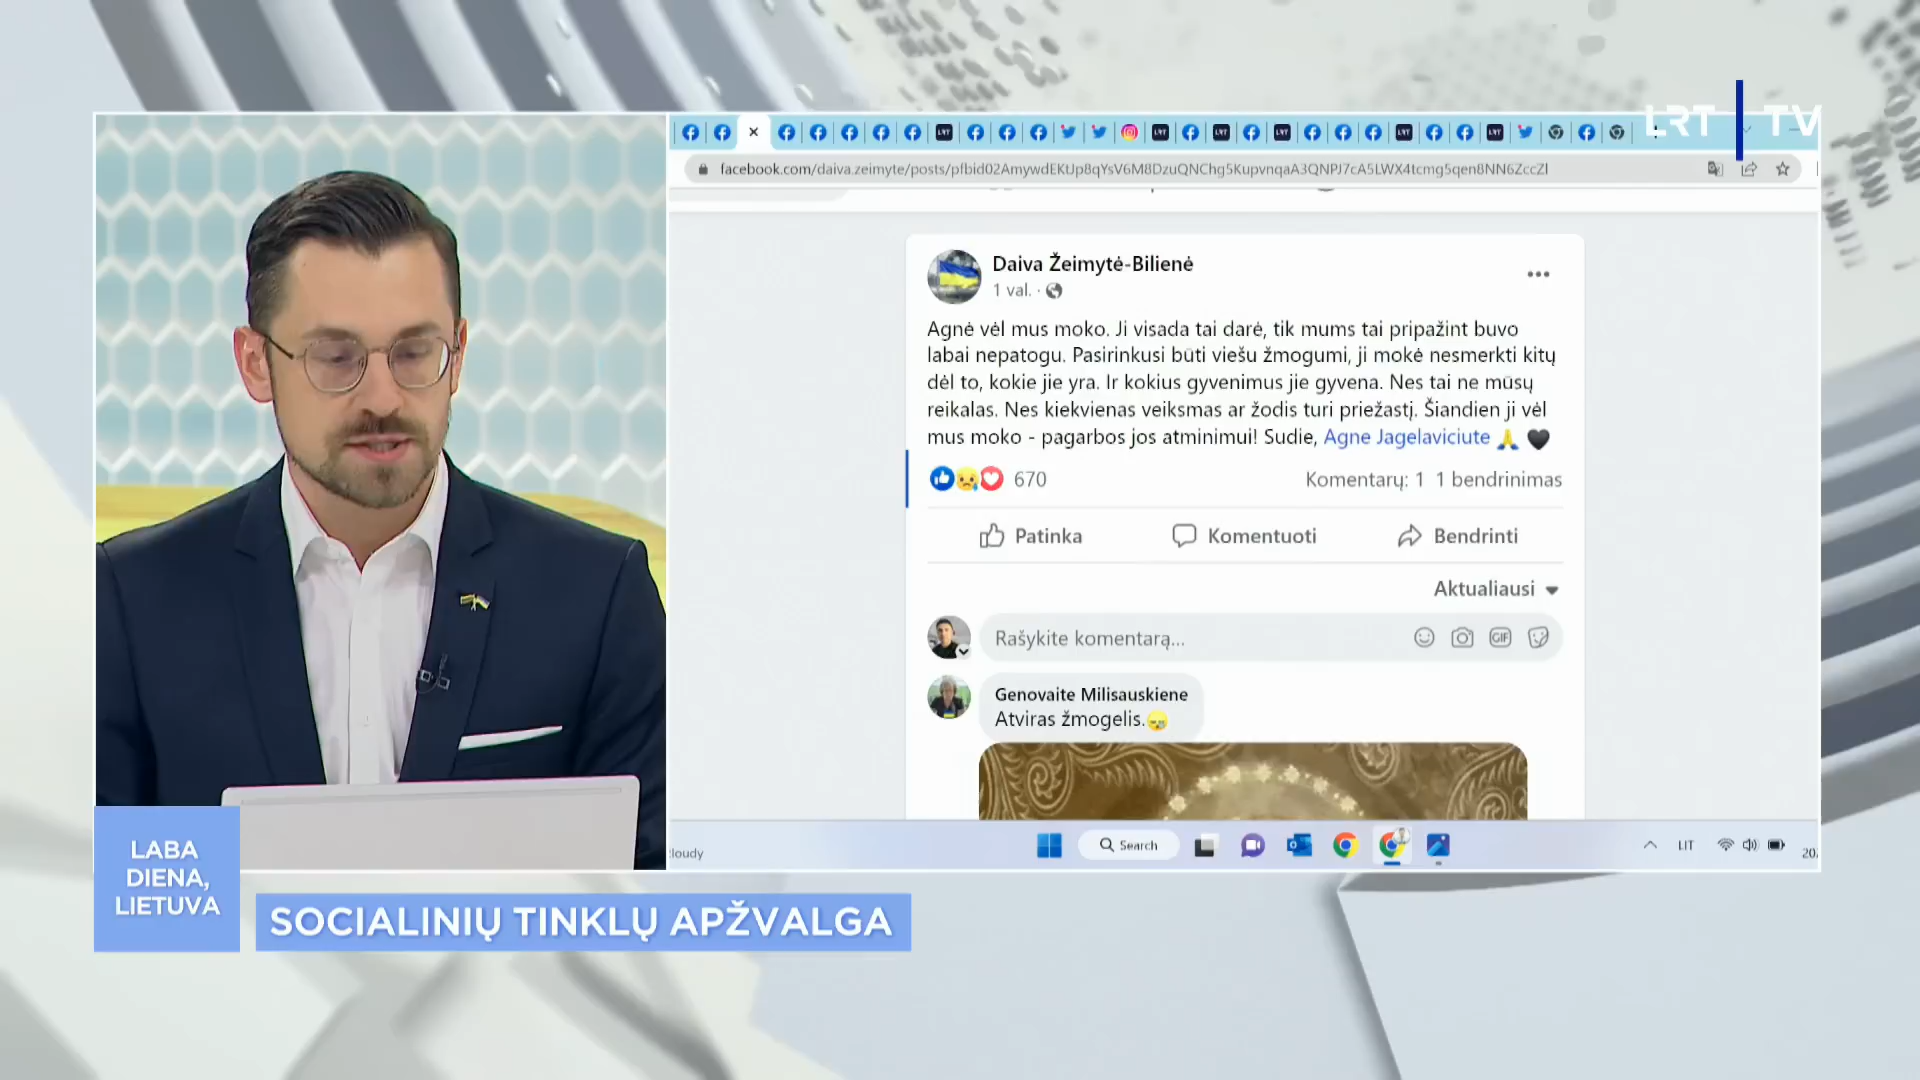 LRT TV
facebook.com/daiva.zeimyte/posts/pfbid02AmywdEKtJp8qYsV6M8DzuQNChg5KupvnqaA3QNPJ7cA5LWX4tcmg5qen8NN6ZccZl
Daiva Žeimytė-Bilienė
1 val. ·
Agnė vėl mus moko. Ji visada tai darė, tik mums tai pripažint buvo
labai nepatogu. Pasirinkusi būti viešu žmogumi, ji mokė nesmerkti kitų
dėl to, kokie jie yra. Ir kokius gyvenimus jie gyvena. Nes tai ne mūsų
reikalas. Nes kiekvienas veiksmas ar žodis turi priežastį. Šiandien ji vėl
mus moko - pagarbos jos atminimui! Sudie, Agne Jagelaviciute 🙏 🖤
670
Komentarų: 1 1 bendrinimas
Patinka Komentuoti Bendrinti
Aktualiausi
Rašykite komentarą...
GIF
Genovaite Milisauskiene
Atviras žmogelis.😪
cloudy
Search
LIT
20
LABA
DIENA,
LIETUVA
SOCIALINIŲ TINKLŲ APŽVALGA